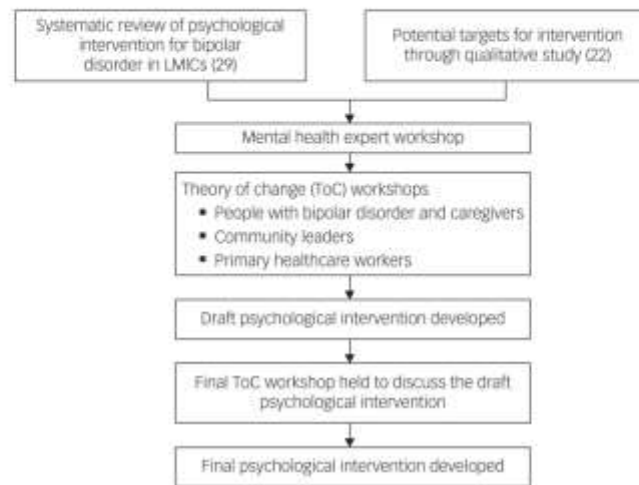 Systematic review of psychological
intervention for bipolar
disorder in LMICs (29)
Potential targets for intervention
through qualitative study (22)
Mental health expert workshop
Theory of change (ToC) workshops
▪ People with bipolar disorder and caregivers
▪ Community leaders
▪ Primary healthcare workers
Draft psychological intervention developed
Final ToC workshop held to discuss the draft
psychological intervention
Final psychological intervention developed